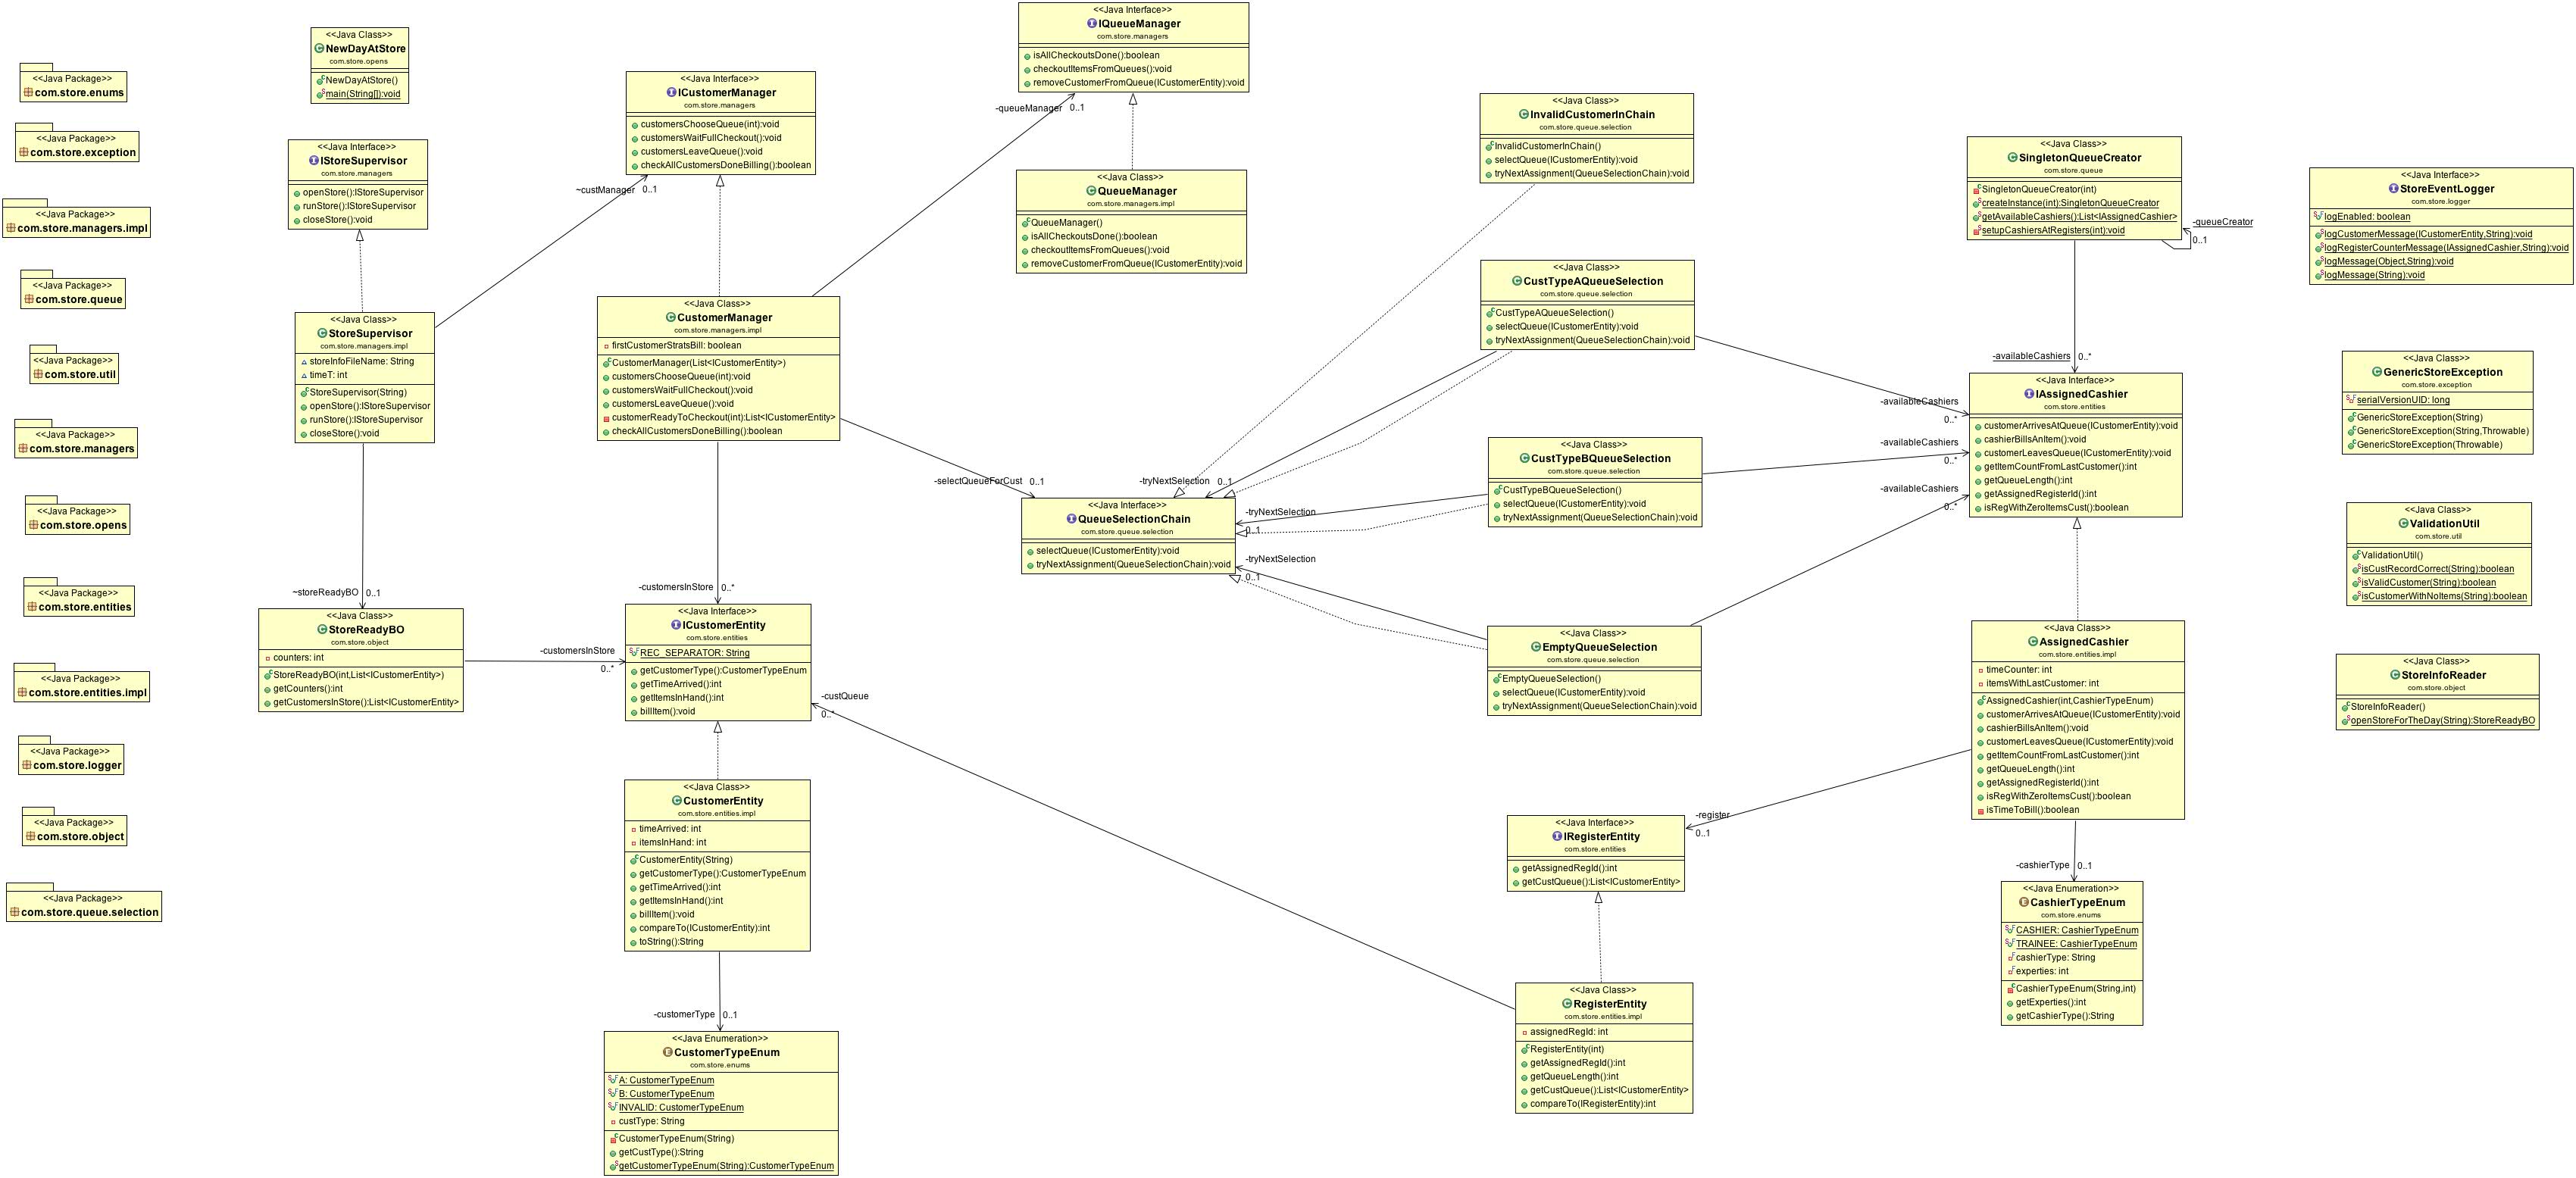 <<Java Package>>
com.store.enums
<<Java Package>>
com.store.exception
<<Java Package>>
com.store.managers.impl
<<Java Package>>
com.store.queue
<<Java Package>>
com.store.util
<<Java Package>>
com.store.managers
<<Java Package>>
com.store.opens
<<Java Package>>
com.store.entities
<<Java Package>>
com.store.entities.impl
<<Java Package>>
com.store.logger
<<Java Package>>
com.store.object
<<Java Package>>
com.store.queue.selection
<<Java Class>>
NewDayAtStore
com.store.opens
NewDayAtStore()
main(String[]):void
<<Java Interface>>
IStoreSupervisor
com.store.managers
openStore():IStoreSupervisor
runStore():IStoreSupervisor
closeStore():void
<<Java Class>>
StoreSupervisor
com.store.managers.impl
storeInfoFileName: String
timeT: int
StoreSupervisor(String)
openStore():IStoreSupervisor
runStore():IStoreSupervisor
closeStore():void
~storeReadyBO
0..1
<<Java Class>>
StoreReadyBO
com.store.object
counters: int
StoreReadyBO(int,List<ICustomerEntity>)
getCounters():int
getCustomersInStore():List<ICustomerEntity>
-customersInStore
0..*
<<Java Interface>>
ICustomerManager
com.store.managers
customersChooseQueue(int):void
customersWaitFullCheckout():void
customersLeaveQueue():void
checkAllCustomersDoneBilling():boolean
~custManager
0..1
<<Java Class>>
CustomerManager
com.store.managers.impl
firstCustomerStratsBill: boolean
CustomerManager(List<ICustomerEntity>)
customersChooseQueue(int):void
customersWaitFullCheckout():void
customersLeaveQueue():void
customerReadyToCheckout(int):List<ICustomerEntity>
checkAllCustomersDoneBilling():boolean
-customersInStore
0..*
<<Java Interface>>
ICustomerEntity
com.store.entities
REC_SEPARATOR: String
getCustomerType():CustomerTypeEnum
getTimeArrived():int
getItemsInHand():int
billItem():void
-custQueue
0..*
<<Java Class>>
CustomerEntity
com.store.entities.impl
timeArrived: int
itemsInHand: int
CustomerEntity(String)
getCustomerType():CustomerTypeEnum
getTimeArrived():int
getItemsInHand():int
billItem():void
compareTo(ICustomerEntity):int
toString():String
-customerType
0..1
<<Java Enumeration>>
CustomerTypeEnum
com.store.enums
A: CustomerTypeEnum
B: CustomerTypeEnum
INVALID: CustomerTypeEnum
custType: String
CustomerTypeEnum(String)
getCustType():String
getCustomerTypeEnum(String):CustomerTypeEnum
<<Java Interface>>
IQueueManager
com.store.managers
isAllCheckoutsDone():boolean
checkoutItemsFromQueues():void
removeCustomerFromQueue(ICustomerEntity):void
-queueManager
0..1
<<Java Class>>
QueueManager
com.store.managers.impl
QueueManager()
isAllCheckoutsDone():boolean
checkoutItemsFromQueues():void
removeCustomerFromQueue(ICustomerEntity):void
-selectQueueForCust
0..1
<<Java Interface>>
QueueSelectionChain
com.store.queue.selection
selectQueue(ICustomerEntity):void
tryNextAssignment(QueueSelectionChain):void
-tryNextSelection
0..1
-tryNextSelection
0..1
-tryNextSelection
0..1
<<Java Class>>
InvalidCustomerInChain
com.store.queue.selection
InvalidCustomerInChain()
selectQueue(ICustomerEntity):void
tryNextAssignment(QueueSelectionChain):void
<<Java Class>>
CustTypeAQueueSelection
com.store.queue.selection
CustTypeAQueueSelection()
selectQueue(ICustomerEntity):void
tryNextAssignment(QueueSelectionChain):void
<<Java Class>>
CustTypeBQueueSelection
com.store.queue.selection
CustTypeBQueueSelection()
selectQueue(ICustomerEntity):void
tryNextAssignment(QueueSelectionChain):void
<<Java Class>>
EmptyQueueSelection
com.store.queue.selection
EmptyQueueSelection()
selectQueue(ICustomerEntity):void
tryNextAssignment(QueueSelectionChain):void
<<Java Interface>>
IRegisterEntity
com.store.entities
getAssignedRegId():int
getCustQueue():List<ICustomerEntity>
-register
0..1
<<Java Class>>
RegisterEntity
com.store.entities.impl
assignedRegId: int
RegisterEntity(int)
getAssignedRegId():int
getQueueLength():int
getCustQueue():List<ICustomerEntity>
compareTo(IRegisterEntity):int
<<Java Class>>
SingletonQueueCreator
com.store.queue
SingletonQueueCreator(int)
createInstance(int):SingletonQueueCreator
getAvailableCashiers():List<IAssignedCashier>
setupCashiersAtRegisters(int):void
-queueCreator
0..1
-availableCashiers
0..*
-availableCashiers
0..*
-availableCashiers
0..*
-availableCashiers
0..*
<<Java Interface>>
IAssignedCashier
com.store.entities
customerArrivesAtQueue(ICustomerEntity):void
cashierBillsAnItem():void
customerLeavesQueue(ICustomerEntity):void
getItemCountFromLastCustomer():int
getQueueLength():int
getAssignedRegisterId():int
isRegWithZeroItemsCust():boolean
<<Java Class>>
AssignedCashier
com.store.entities.impl
timeCounter: int
itemsWithLastCustomer: int
AssignedCashier(int,CashierTypeEnum)
customerArrivesAtQueue(ICustomerEntity):void
cashierBillsAnItem():void
customerLeavesQueue(ICustomerEntity):void
getItemCountFromLastCustomer():int
getQueueLength():int
getAssignedRegisterId():int
isRegWithZeroItemsCust():boolean
isTimeToBill():boolean
-cashierType
0..1
<<Java Enumeration>>
CashierTypeEnum
com.store.enums
CASHIER: CashierTypeEnum
TRAINEE: CashierTypeEnum
cashierType: String
experties: int
CashierTypeEnum(String,int)
getExperties():int
getCashierType():String
<<Java Interface>>
StoreEventLogger
com.store.logger
logEnabled: boolean
logCustomerMessage(ICustomerEntity,String):void
logRegisterCounterMessage(IAssignedCashier,String):void
logMessage(Object,String):void
logMessage(String):void
<<Java Class>>
GenericStoreException
com.store.exception
serialVersionUID: long
GenericStoreException(String)
GenericStoreException(String,Throwable)
GenericStoreException(Throwable)
<<Java Class>>
ValidationUtil
com.store.util
ValidationUtil()
isCustRecordCorrect(String):boolean
isValidCustomer(String):boolean
isCustomerWithNoItems(String):boolean
<<Java Class>>
StoreInfoReader
com.store.object
StoreInfoReader()
openStoreForTheDay(String):StoreReadyBO